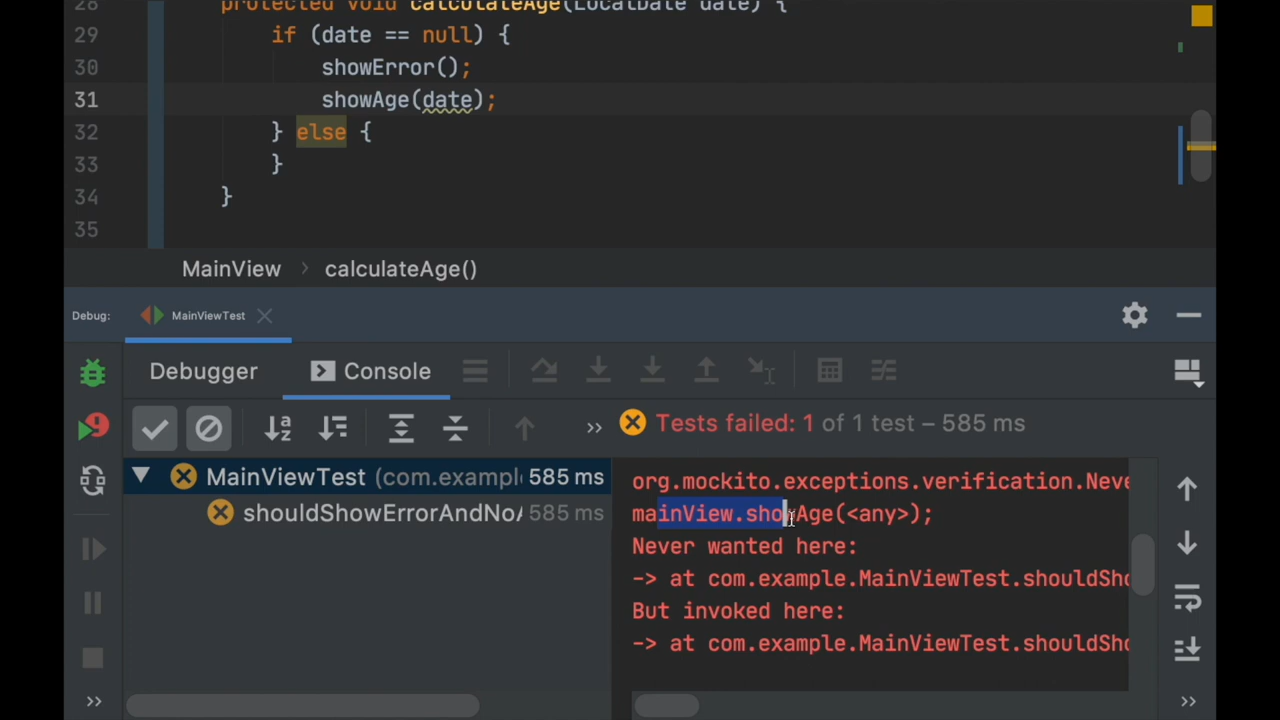 28 protected void calculateAge(LocalDate date) {
29 if (date == null) {
30 showError();
31 showAge(date);
32 } else {
33 }
34 }
35
MainView > calculateAge()
Debug: MainViewTest
Debugger Console
9
>> Tests failed: 1 of 1 test – 585 ms
MainViewTest (com.exampl 585 ms
shouldShowErrorAndNoA 585 ms
org.mockito.exceptions.verification.Neve
mainView.showAge(<any>);
Never wanted here:
-> at com.example.MainViewTest.shouldSho
But invoked here:
-> at com.example.MainViewTest.shouldSho
>> >>